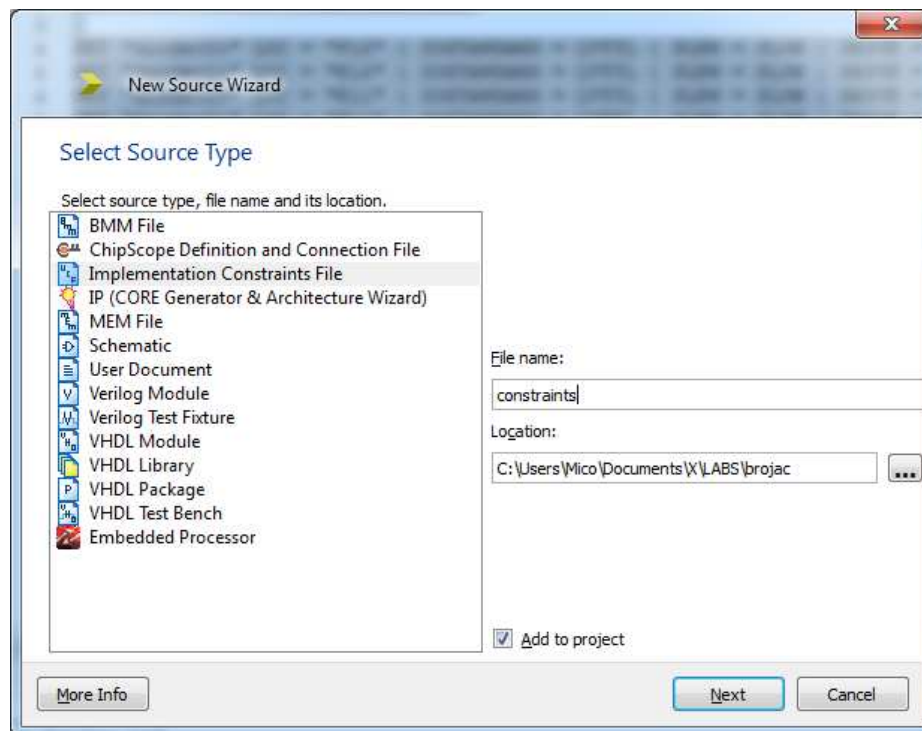 New Source Wizard
Select Source Type
Select source type, file name and its location.
BMM File
ChipScope Definition and Connection File
Implementation Constraints File
IP (CORE Generator & Architecture Wizard)
MEM File
Schematic
User Document
Verilog Module
Verilog Test Fixture
VHDL Module
VHDL Library
VHDL Package
VHDL Test Bench
Embedded Processor
File name:
constraints
Location:
C:\Users\Mico\Documents\X\LABS\brojac
...
Add to project
More Info
Next
Cancel